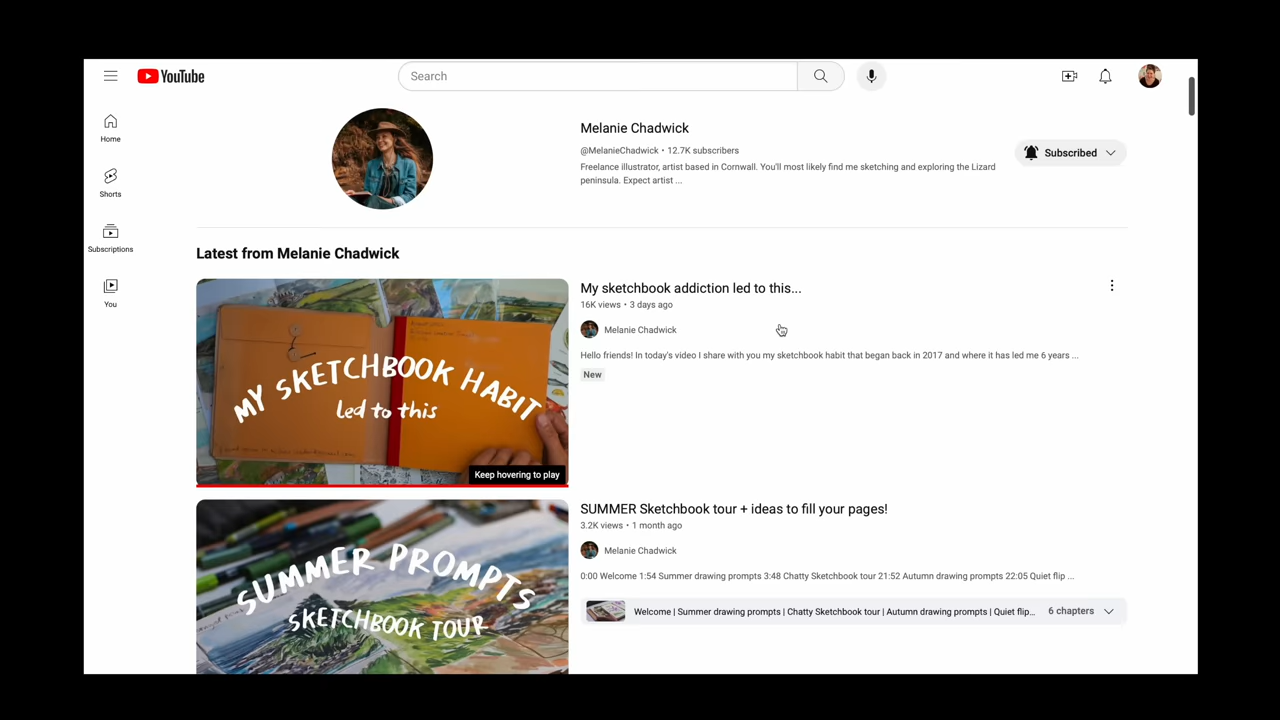 YouTube
Search
Home
Shorts
Subscriptions
You
Melanie Chadwick
@MelanieChadwick • 12.7K subscribers
Freelance illustrator, artist based in Cornwall. You'll most likely find me sketching and exploring the Lizard
peninsula. Expect artist ...
Subscribed
Latest from Melanie Chadwick
MY SKETCHBOOK HABIT
Led to this
Keep hovering to play
My sketchbook addiction led to this...
16K views • 3 days ago
Melanie Chadwick
Hello friends! In today's video I share with you my sketchbook habit that began back in 2017 and where it has led me 6 years ...
New
SUMMER PROMPTS
SKETCHBOOK TOUR
SUMMER Sketchbook tour + ideas to fill your pages!
3.2K views • 1 month ago
Melanie Chadwick
0:00 Welcome 1:54 Summer drawing prompts 3:48 Chatty Sketchbook tour 21:52 Autumn drawing prompts 22:05 Quiet flip ...
Welcome | Summer drawing prompts | Chatty Sketchbook tour | Autumn drawing prompts | Quiet flip...
6 chapters